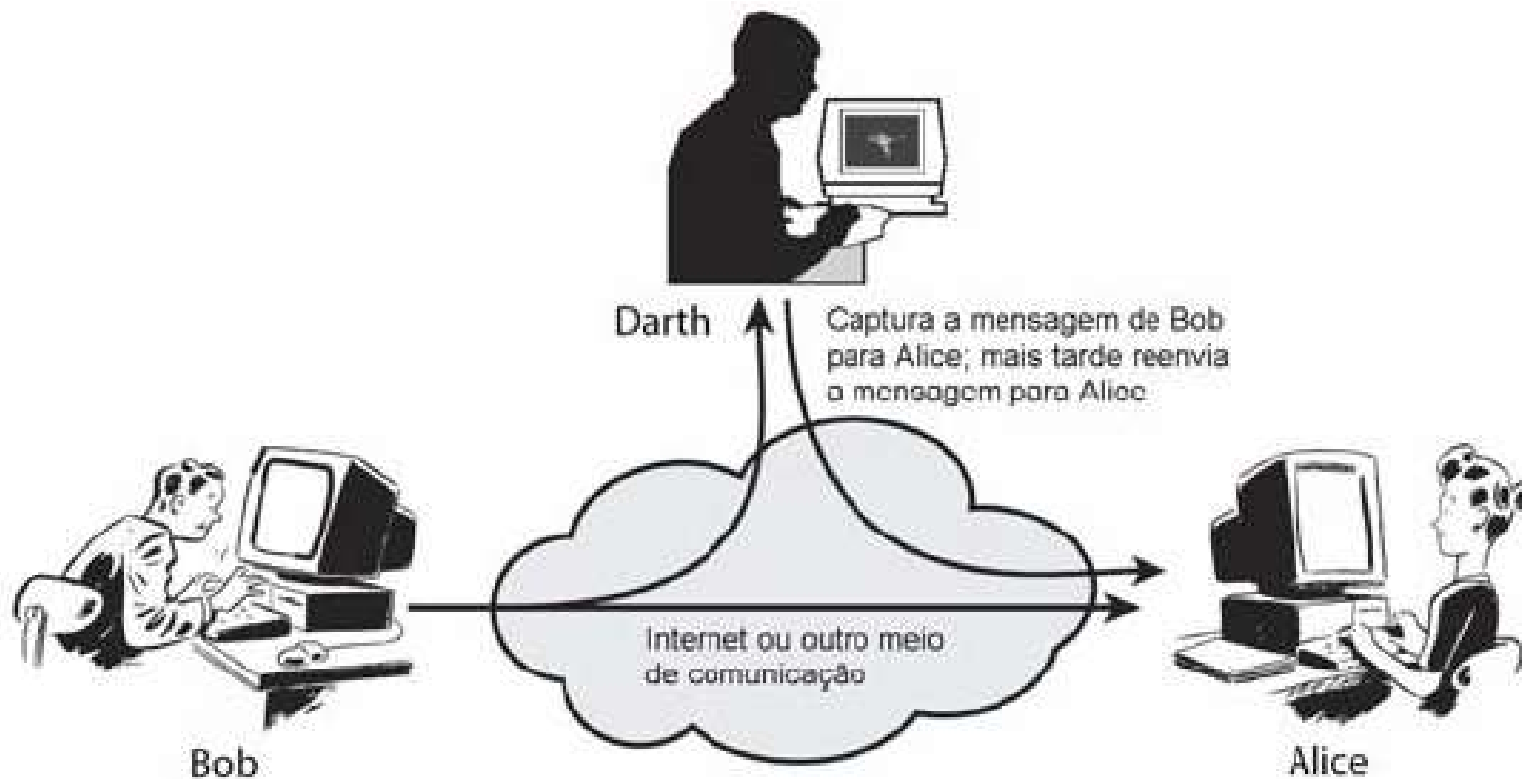 Darth
Captura a mensagem de Bob
para Alice; mais tarde reenvia
a mensagem para Alice
Internet ou outro meio
de comunicação
Bob
Alice